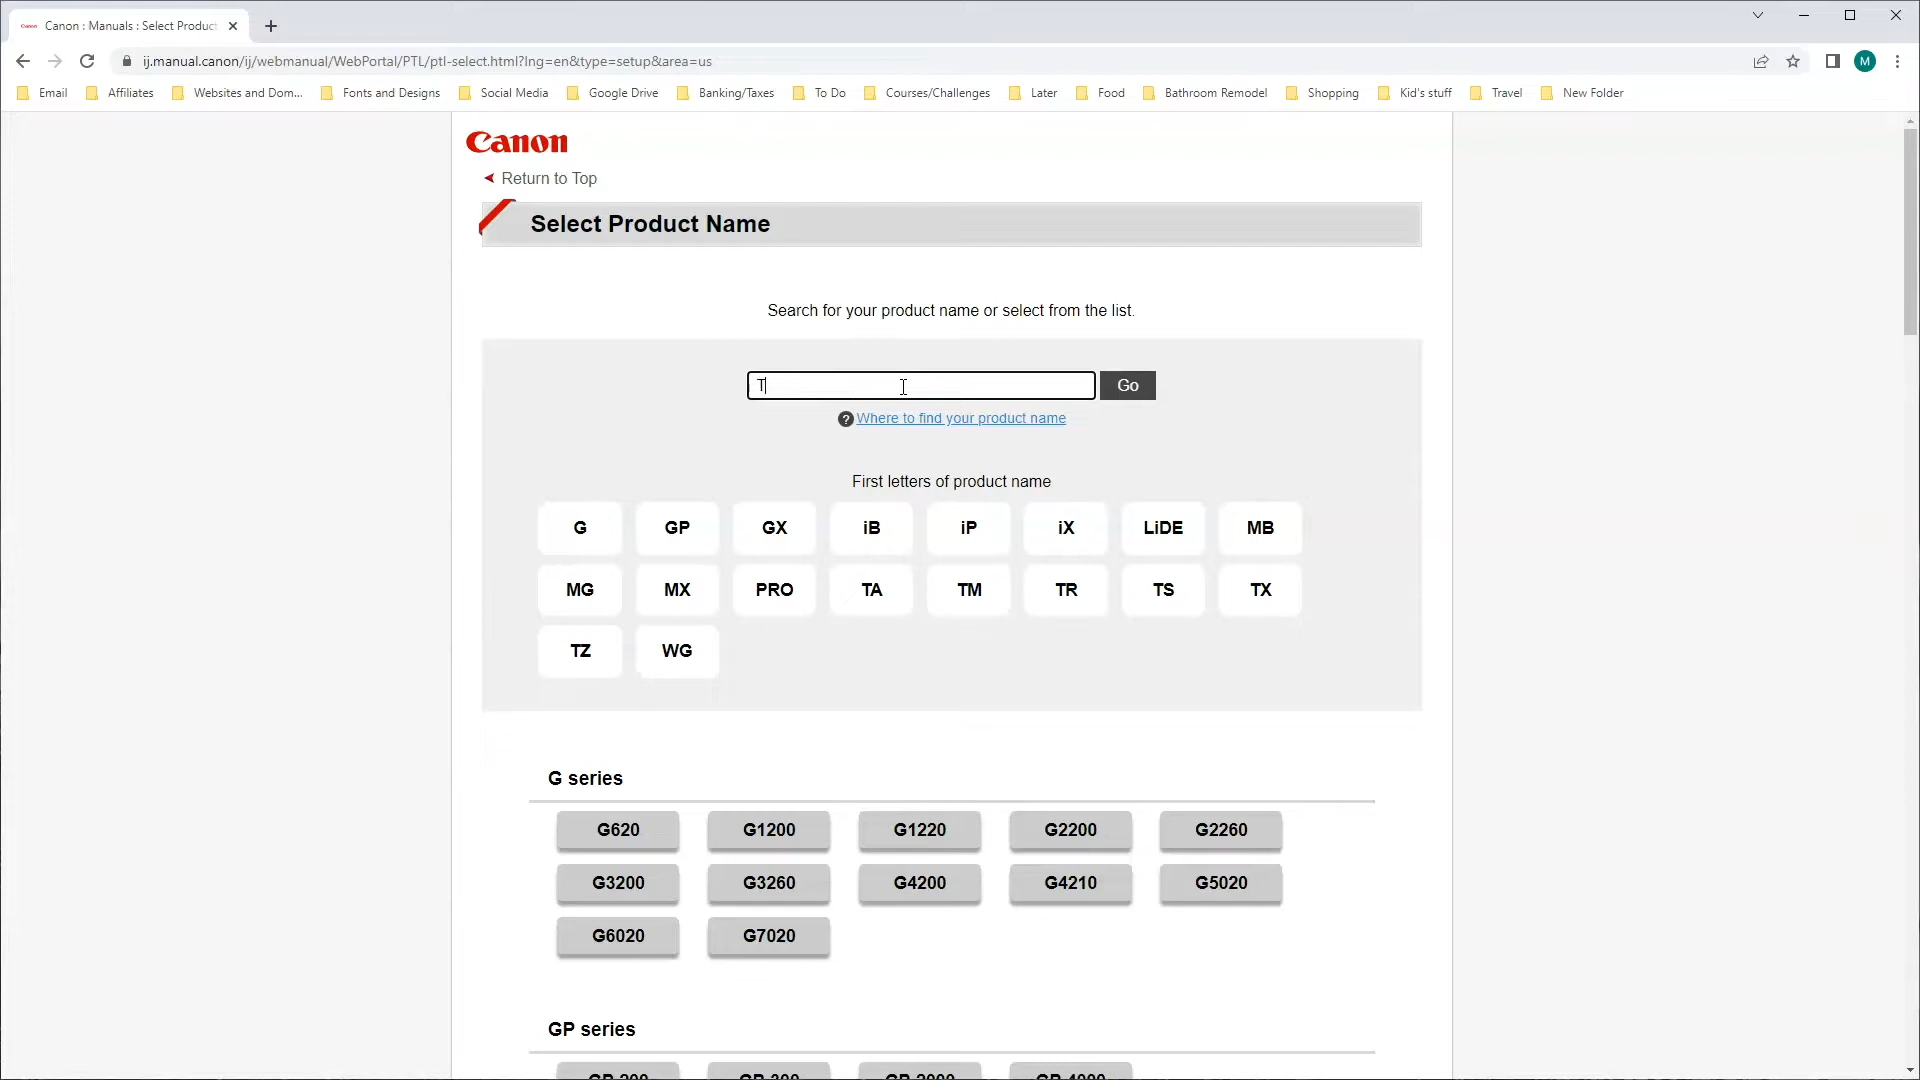 Canon : Manuals : Select Product
ij.manual.canon/ij/webmanual/WebPortal/PTL/ptl-select.html?lng=en&type=setup&area=us
M
Email Affiliates Websites and Dom... Fonts and Designs Social Media Google Drive Banking/Taxes To Do Courses/Challenges Later Food Bathroom Remodel Shopping Kid's stuff Travel New Folder
Canon
Return to Top
Select Product Name
Search for your product name or select from the list.
T
Go
? Where to find your product name
First letters of product name
G GP GX iB iP iX LiDE MB
MG MX PRO TA TM TR TS TX
TZ WG
G series
G620 G1200 G1220 G2200 G2260
G3200 G3260 G4200 G4210 G5020
G6020 G7020
GP series